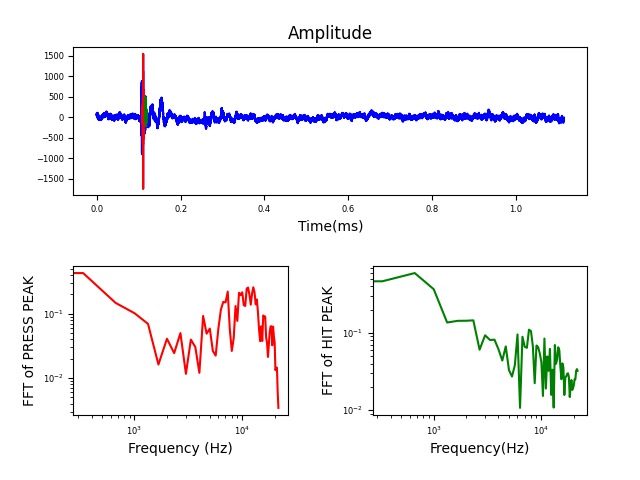 Amplitude
1500
1000
500
0
−500
−1000
−1500
0.0 0.2 0.4 0.6 0.8 1.0
Time(ms)
FFT of PRESS PEAK
10⁻¹
10⁻²
10³ 10⁴
Frequency (Hz)
FFT of HIT PEAK
10⁻¹
10⁻²
10³ 10⁴
Frequency(Hz)